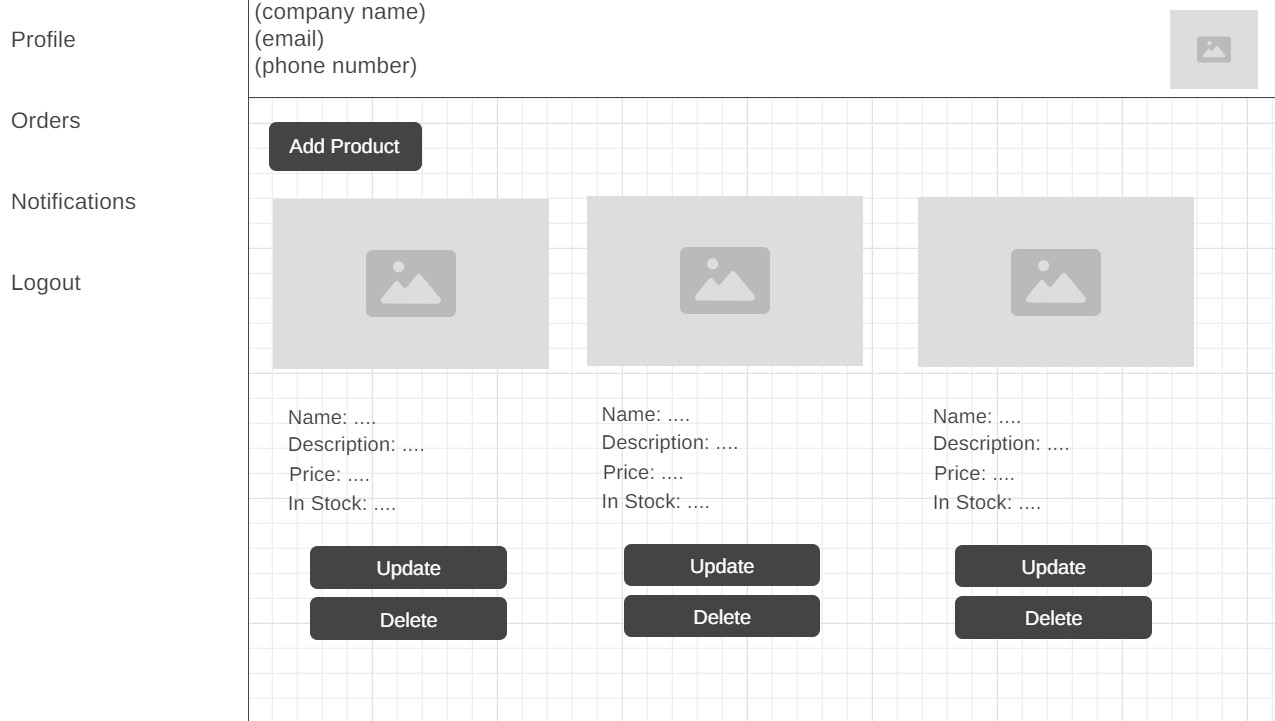 Profile
Orders
Notifications
Logout
(company name)
(email)
(phone number)
Add Product
Name: ....
Description: ....
Price: ....
In Stock: ....
Update
Delete
Name: ....
Description: ....
Price: ....
In Stock: ....
Update
Delete
Name: ....
Description: ....
Price: ....
In Stock: ....
Update
Delete